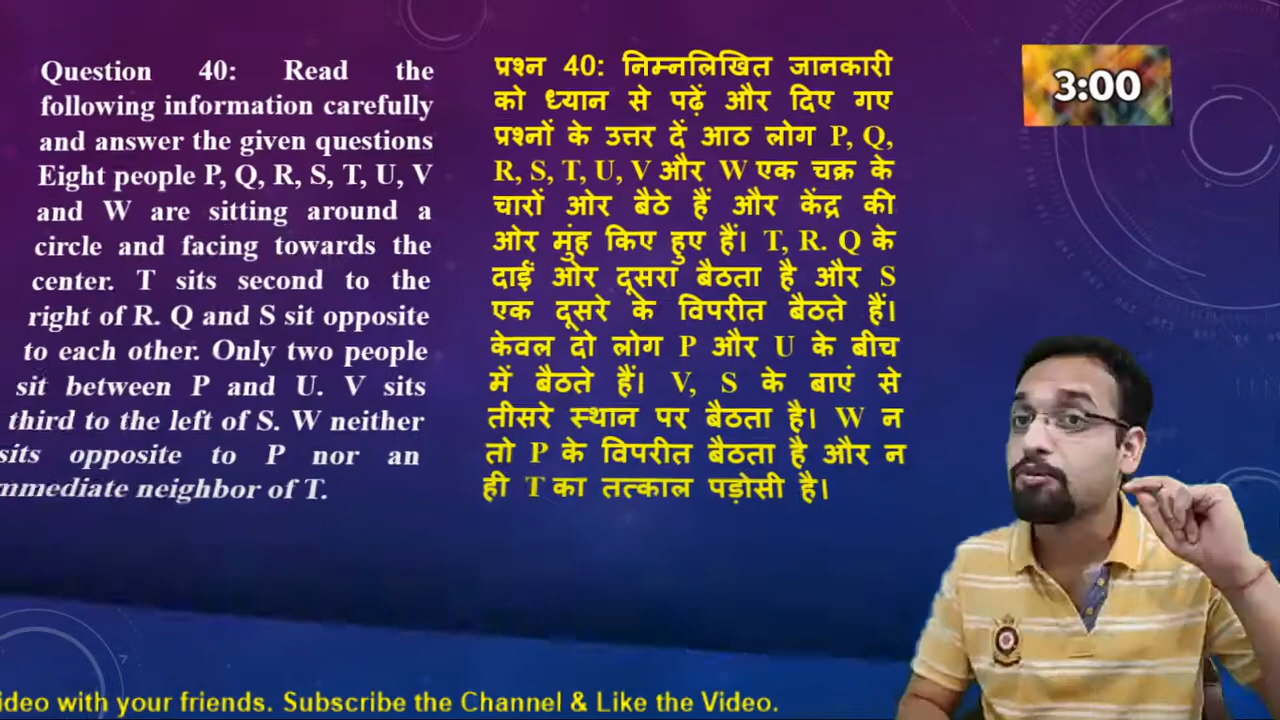 Question 40: Read the
following information carefully
and answer the given questions
Eight people P, Q, R, S, T, U, V
and W are sitting around a
circle and facing towards the
center. T sits second to the
right of R. Q and S sit opposite
to each other. Only two people
sit between P and U. V sits
third to the left of S. W neither
sits opposite to P nor an
mmediate neighbor of T.
प्रश्न 40: निम्नलिखित जानकारी
को ध्यान से पढ़ें और दिए गए
प्रश्नों के उत्तर दें आठ लोग P, Q,
R, S, T, U, V और W एक चक्र के
चारों ओर बैठे हैं और केंद्र की
ओर मुंह किए हुए हैं। T, R. Q के
दाईं ओर दूसरा बैठता है और S
एक दूसरे के विपरीत बैठते हैं।
केवल दो लोग P और U के बीच
में बैठते हैं। V, S के बाएं से
तीसरे स्थान पर बैठता है। W न
तो P के विपरीत बैठता है और न
ही T का तत्काल पड़ोसी है।
3:00
ideo with your friends. Subscribe the Channel & Like the Video.